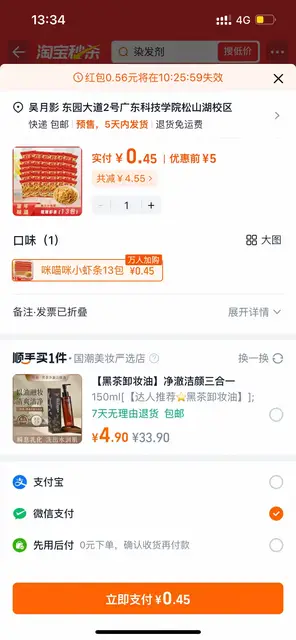 13:34
4G
淘宝秒杀
染发剂
搜低价
红包0.56元将在10:25:59失效
吴月影 东园大道2号广东科技学院松山湖校区
快递 包邮 | 预售，5天内发货 | 退货免运费
实付 ¥ 0.45 | 优惠前 ¥5
共减 ¥ 4.55 >
1
口味（1）
大图
万人加购
咪喵咪小虾条13包 ¥0.45
备注·发票已折叠
展开详情
顺手买1件 · 国潮美妆严选店
换一换
【黑茶卸妆油】净澈洁颜三合一
150ml[【达人推荐⭐黑茶卸妆油】];
7天无理由退货 包邮
¥4.90 ¥33.90
支付宝
微信支付
先用后付 0元下单，确认收货再付款
立即支付 ¥0.45